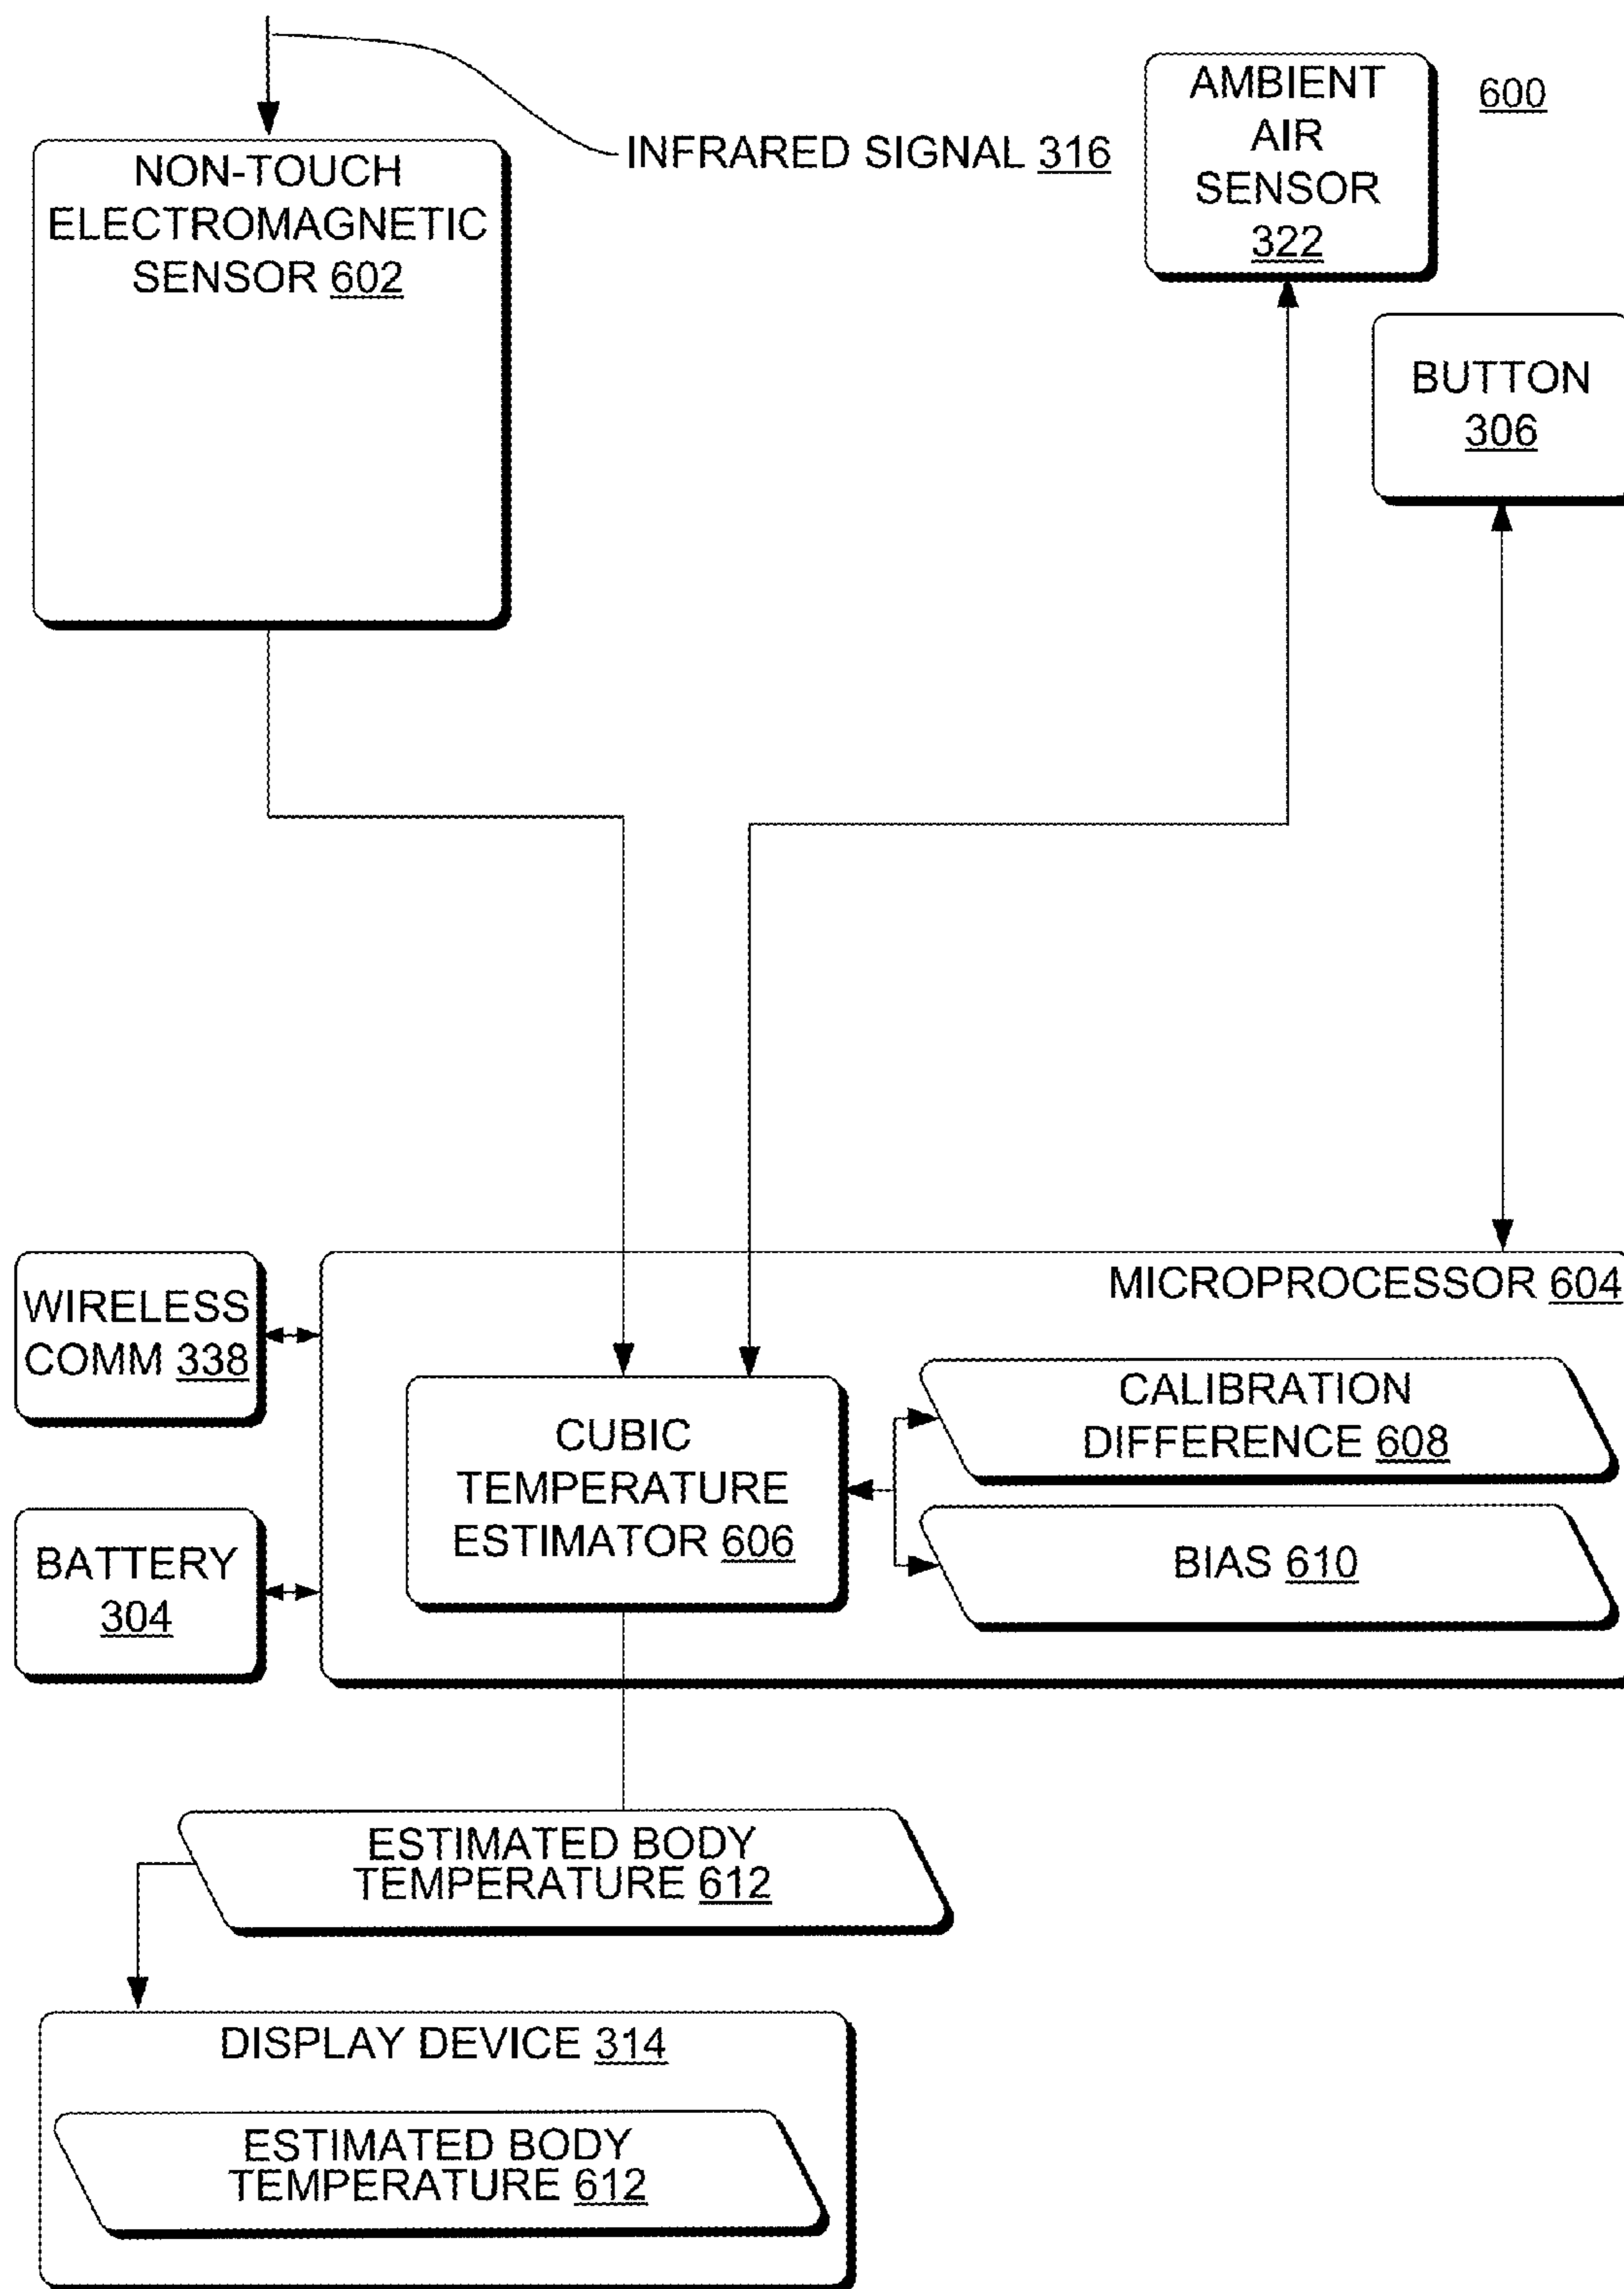 NON-TOUCH
ELECTROMAGNETIC
SENSOR 602
INFRARED SIGNAL 316
AMBIENT
AIR
SENSOR
322
600
BUTTON
306
WIRELESS
COMM 338
BATTERY
304
MICROPROCESSOR 604
CUBIC
TEMPERATURE
ESTIMATOR 606
CALIBRATION
DIFFERENCE 608
BIAS 610
ESTIMATED BODY
TEMPERATURE 612
DISPLAY DEVICE 314
ESTIMATED BODY
TEMPERATURE 612